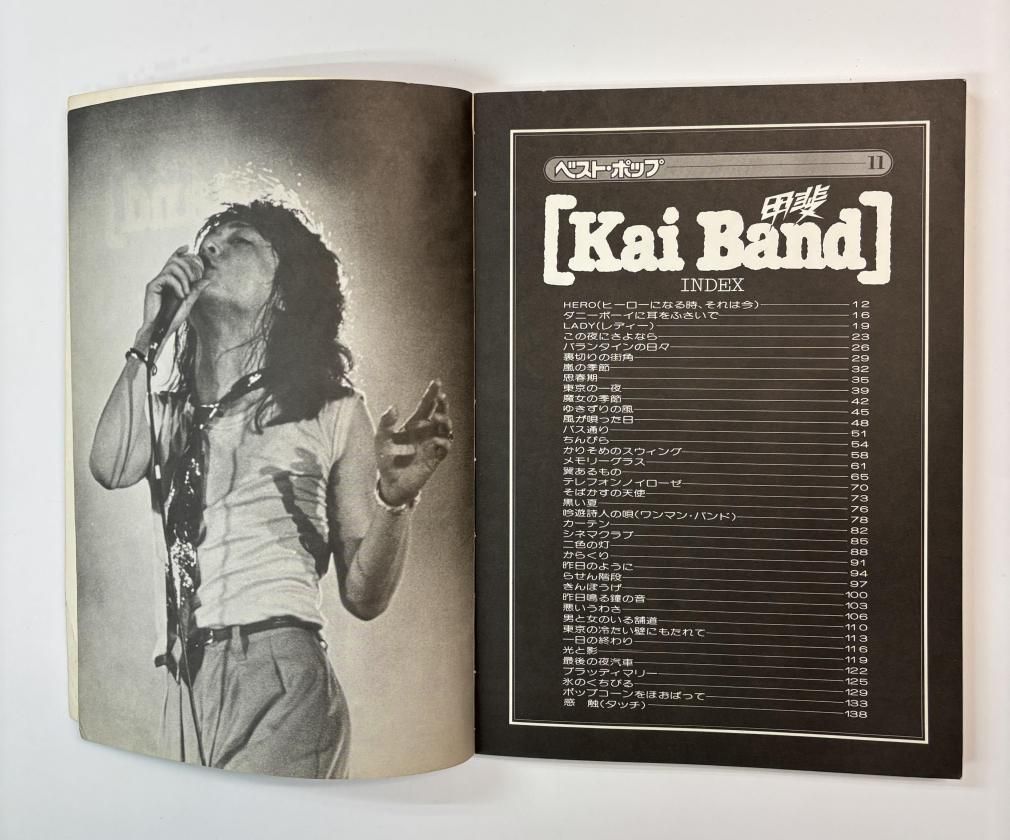 ベスト・ポップ 11
甲斐
[Kai Band]
INDEX
HERO(ヒーローになる時、それは今) 12
ダニーボーイに耳をふさいで 16
LADY(レディー) 19
この夜にさよなら 23
バランタインの日々 26
裏切りの街角 29
嵐の季節 32
思春期 35
東京の一夜 39
魔女の季節 42
ゆきずりの風 45
風が唄った日 48
バス通り 51
ちんぴら 54
かりそめのスウィング 58
メモリーグラス 61
翼あるもの 65
テレフォンノイローゼ 70
そばかすの天使 73
黒い夏 76
吟遊詩人の唄(ワンマン・バンド) 78
カーテン 82
シネマクラブ 85
二色の灯 88
からくり 91
昨日のように 94
らせん階段 97
きんぽうげ 100
昨日鳴る鐘の音 103
悪いうわさ 106
男と女のいる舗道 110
東京の冷たい壁にもたれて 113
一日の終わり 116
光と影 119
最後の夜汽車 122
ブラッディマリー 125
氷のくちびる 129
ポップコーンをほおばって 133
感 触(タッチ) 138